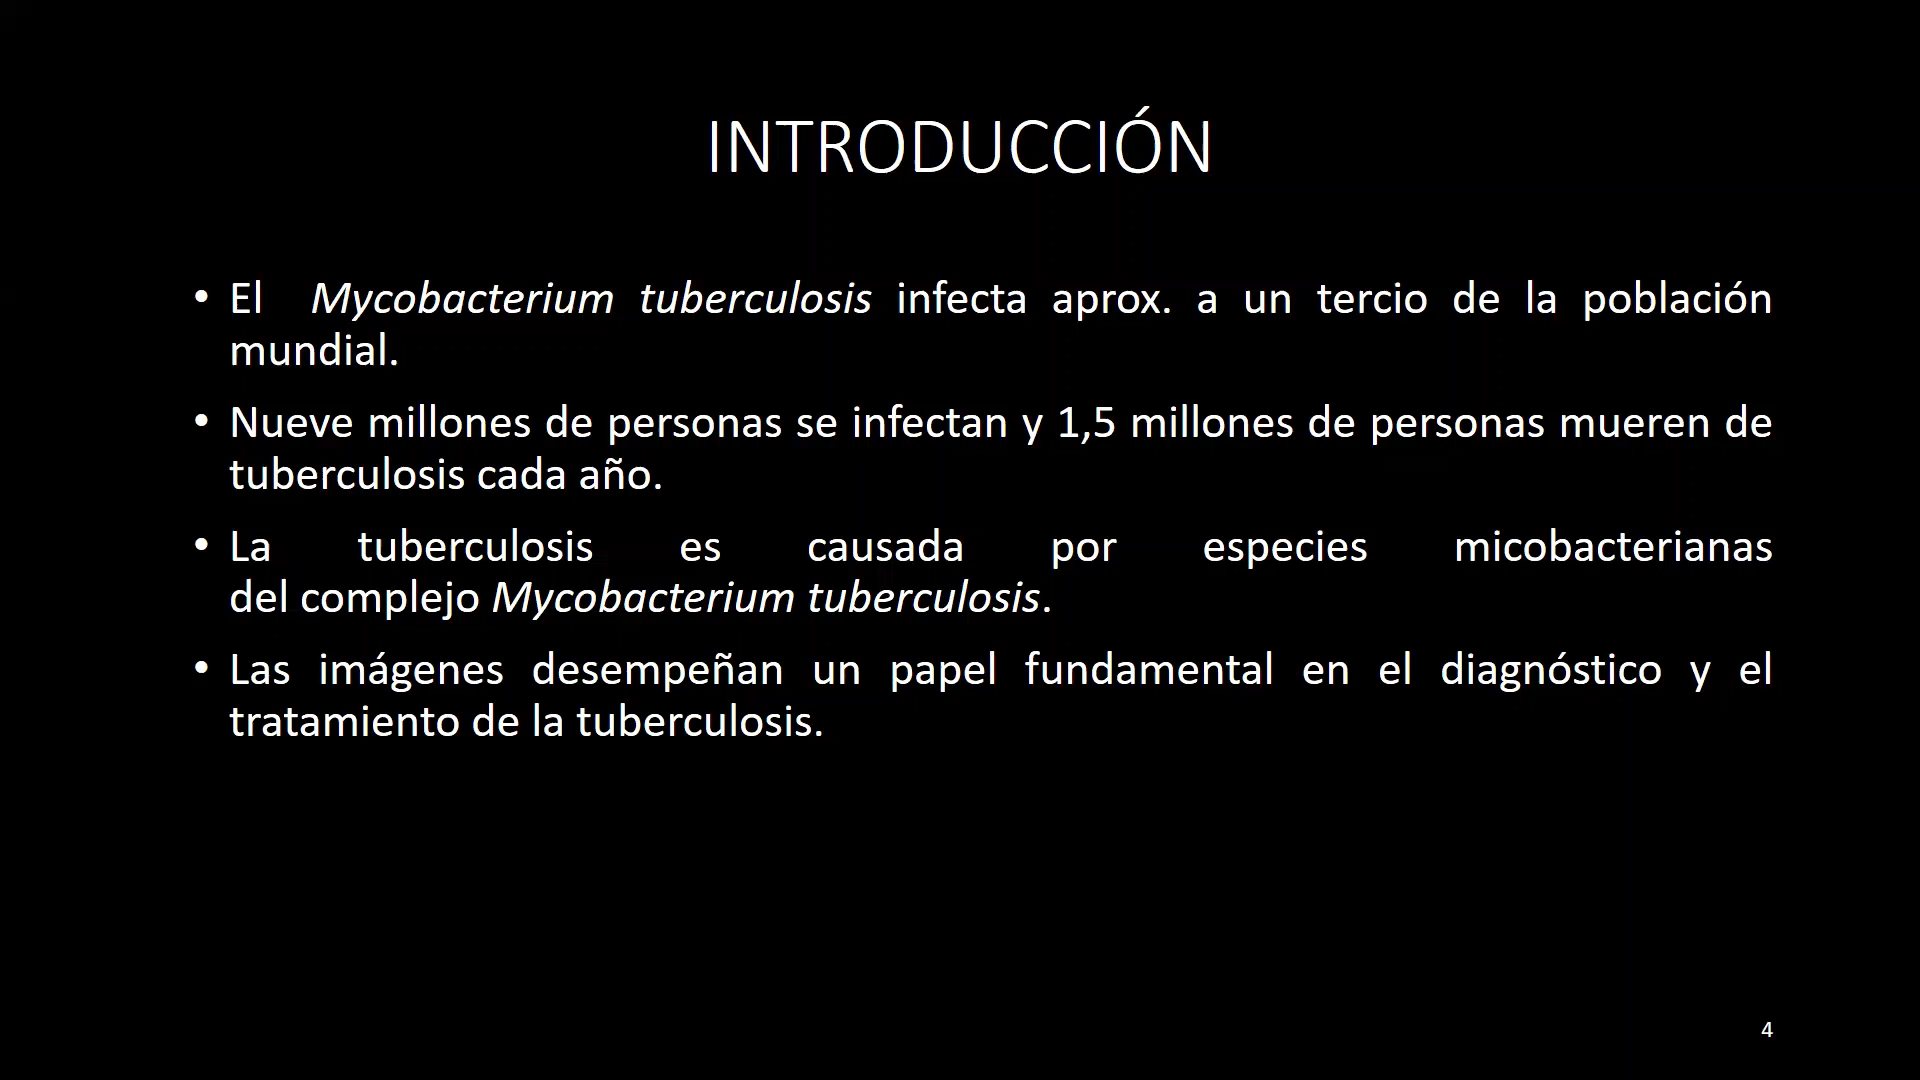 INTRODUCCIÓN
• El Mycobacterium tuberculosis infecta aprox. a un tercio de la población
mundial.
• Nueve millones de personas se infectan y 1,5 millones de personas mueren de
tuberculosis cada año.
• La tuberculosis es causada por especies micobacterianas
del complejo Mycobacterium tuberculosis.
• Las imágenes desempeñan un papel fundamental en el diagnóstico y el
tratamiento de la tuberculosis.
4